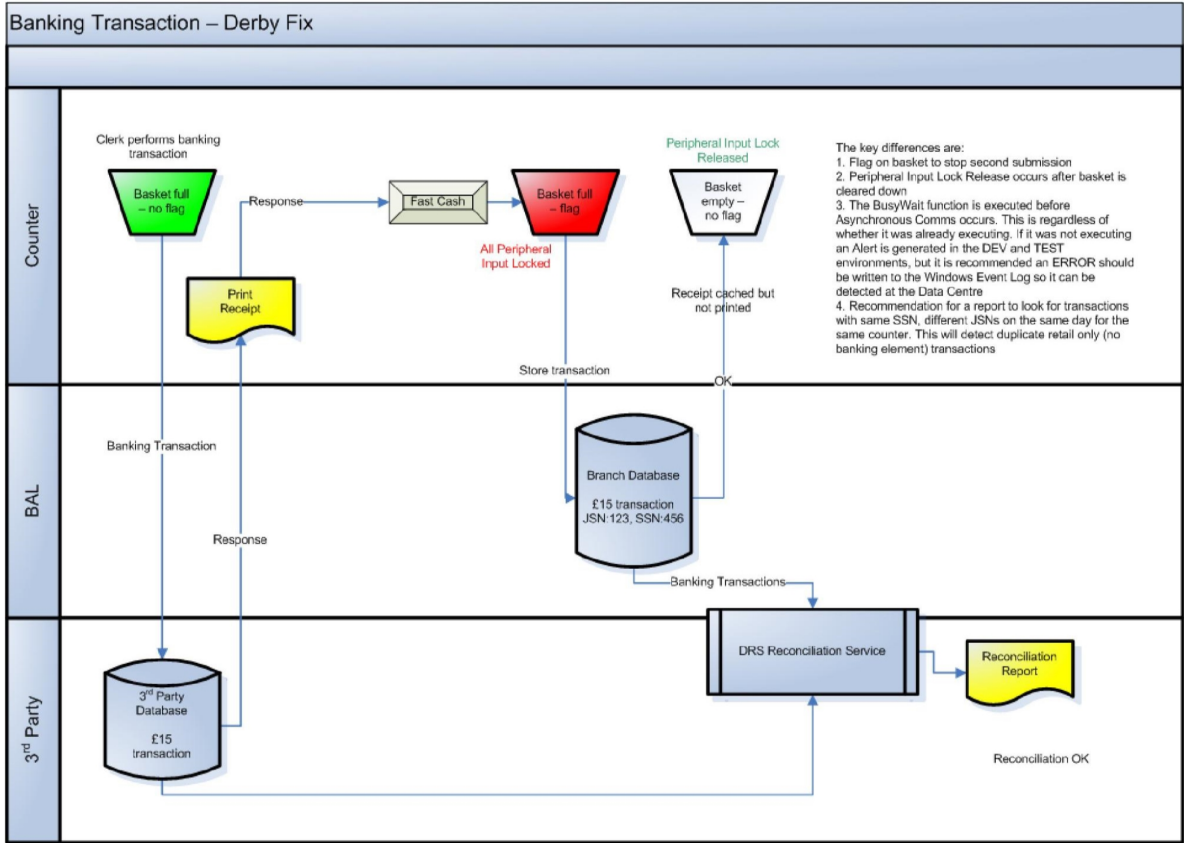 Banking Transaction – Derby Fix
Counter
Clerk performs banking
transaction
Basket full
– no flag
Response
Fast Cash
Basket full
– flag
All Peripheral
Input Locked
Peripheral Input Lock
Released
Basket
empty –
no flag
The key differences are:
1. Flag on basket to stop second submission
2. Peripheral Input Lock Release occurs after basket is
cleared down
3. The BusyWait function is executed before
Asynchronous Comms occurs. This is regardless of
whether it was already executing. If it was not executing
an Alert is generated in the DEV and TEST
environments, but it is recommended an ERROR should
be written to the Windows Event Log so it can be
detected at the Data Centre
4. Recommendation for a report to look for transactions
with same SSN, different JSNs on the same day for the
same counter. This will detect duplicate retail only (no
banking element) transactions
Print
Receipt
Receipt cached but
not printed
Store transaction
OK
BAL
Banking Transaction
Response
Branch Database
£15 transaction
JSN:123, SSN:456
Banking Transactions
3rd Party
3rd Party
Database
£15
transaction
DRS Reconciliation Service
Reconciliation
Report
Reconciliation OK